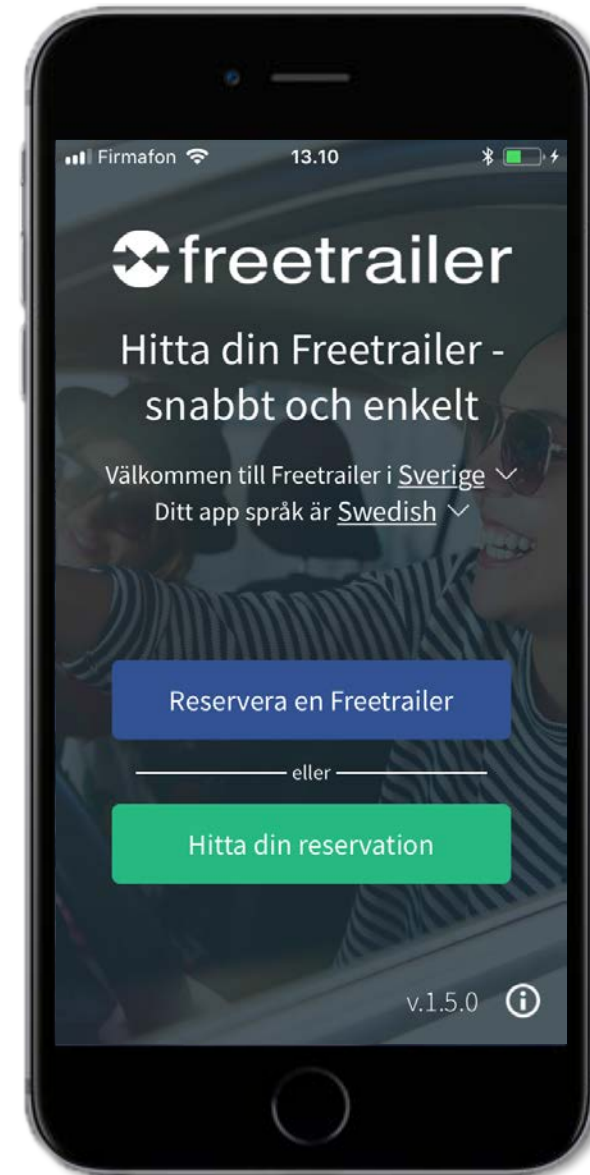 Firmafon 13.10
freetrailer
Hitta din Freetrailer -
snabbt och enkelt
Välkommen till Freetrailer i Sverige
Ditt app språk är Swedish
Reservera en Freetrailer
eller
Hitta din reservation
v.1.5.0